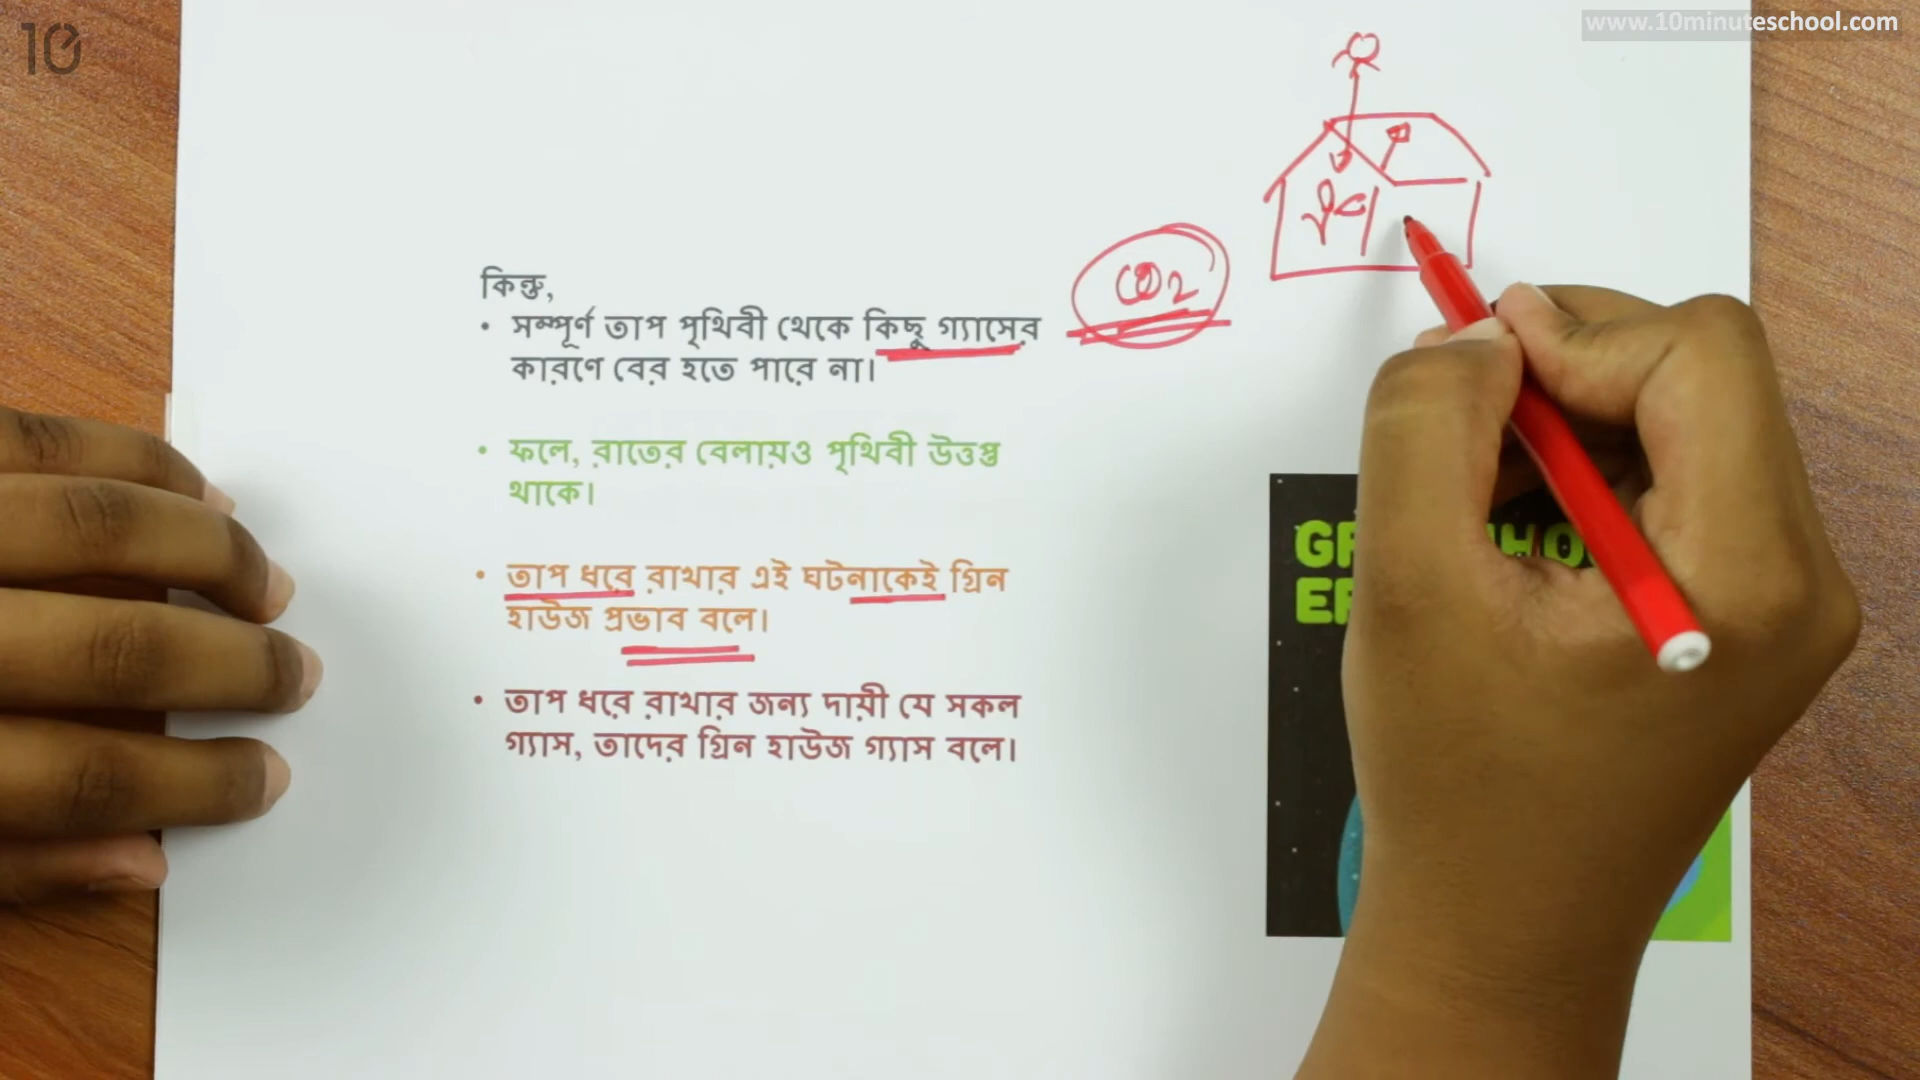 10
www.10minuteschool.com
কিন্তু,
• সম্পূর্ণ তাপ পৃথিবী থেকে কিছু গ্যাসের
কারণে বের হতে পারে না।
CO2
• ফলে, রাতের বেলায়ও পৃথিবী উত্তপ্ত
থাকে।
• তাপ ধরে রাখার এই ঘটনাকেই গ্রিন
হাউজ প্রভাব বলে।
• তাপ ধরে রাখার জন্য দায়ী যে সকল
গ্যাস, তাদের গ্রিন হাউজ গ্যাস বলে।